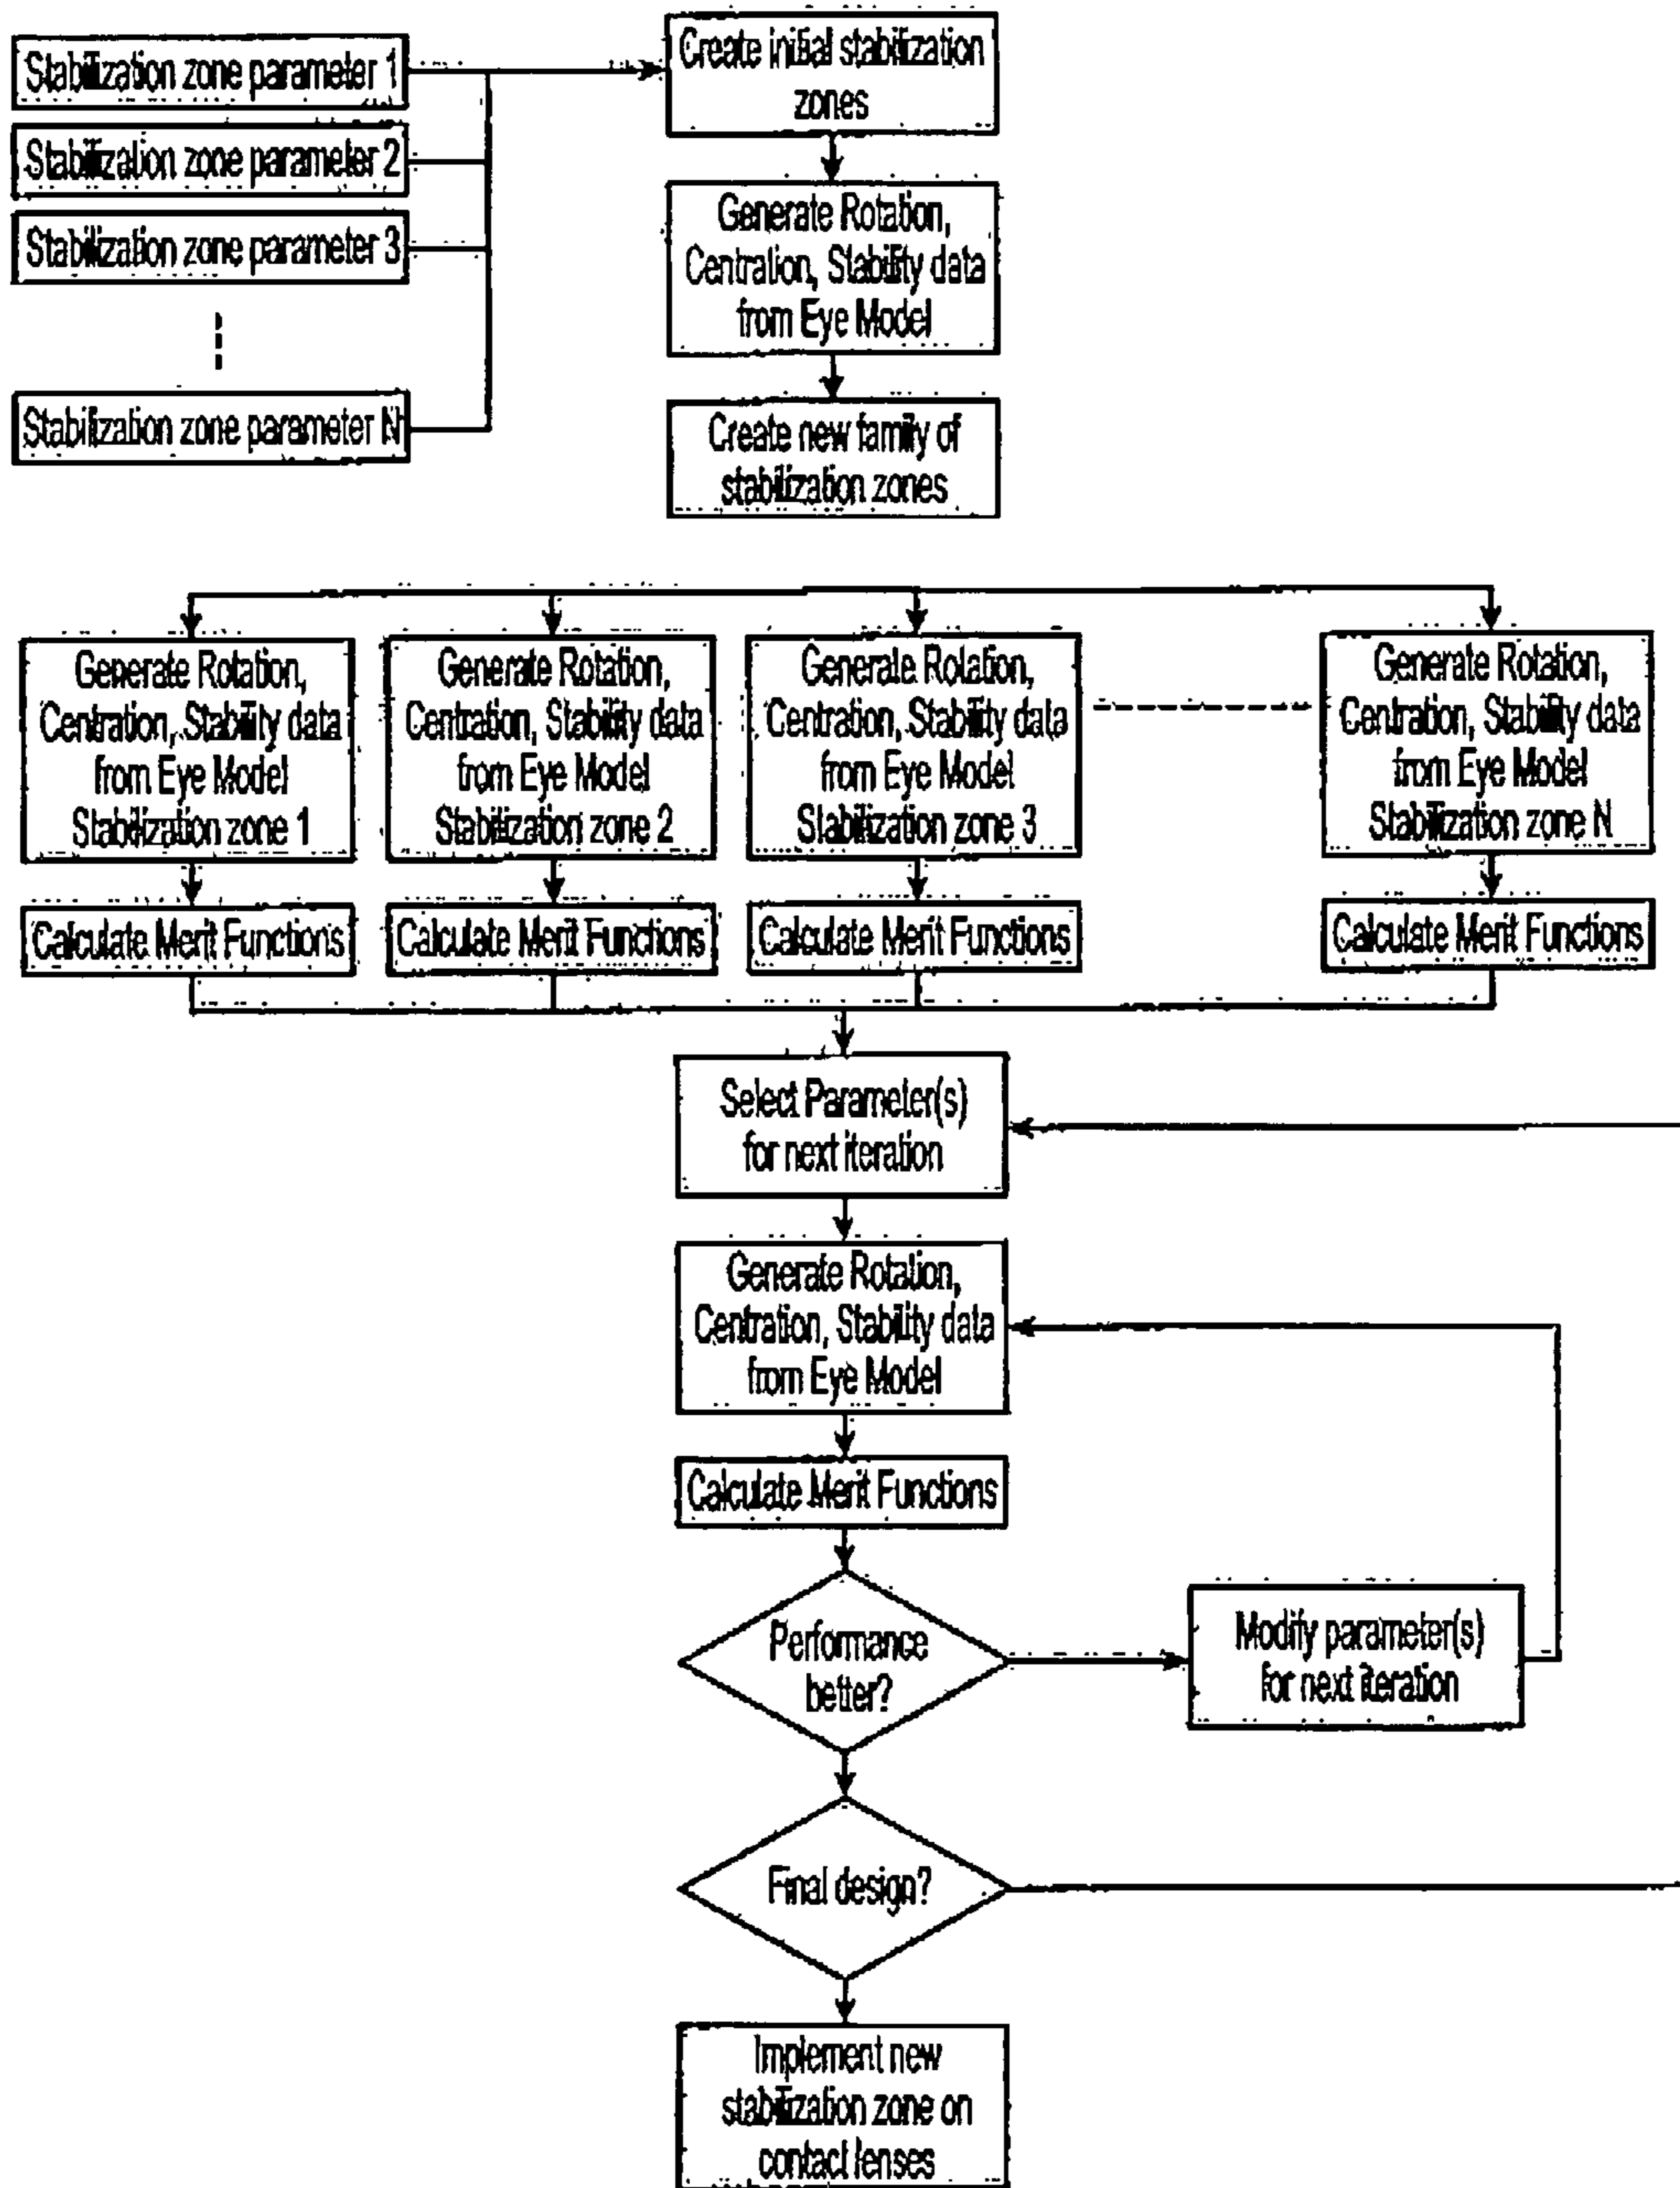 Stabilization zone parameter 1
Stabilization zone parameter 2
Stabilization zone parameter 3
Stabilization zone parameter N
Create initial stabilization
zones
Generate Rotation,
Centration, Stability data
from Eye Model
Create new family of
stabilization zones
Generate Rotation,
Centration, Stability data
from Eye Model
Stabilization zone 1
Generate Rotation,
Centration, Stability data
from Eye Model
Stabilization zone 2
Generate Rotation,
Centration, Stability data
from Eye Model
Stabilization zone 3
Generate Rotation,
Centration, Stability data
from Eye Model
Stabilization zone N
Calculate Merit Functions
Calculate Merit Functions
Calculate Merit Functions
Calculate Merit Functions
Select Parameter(s)
for next iteration
Generate Rotation,
Centration, Stability data
from Eye Model
Calculate Merit Functions
Performance
better?
Modify parameter(s)
for next iteration
Final design?
Implement new
stabilization zone on
contact lenses